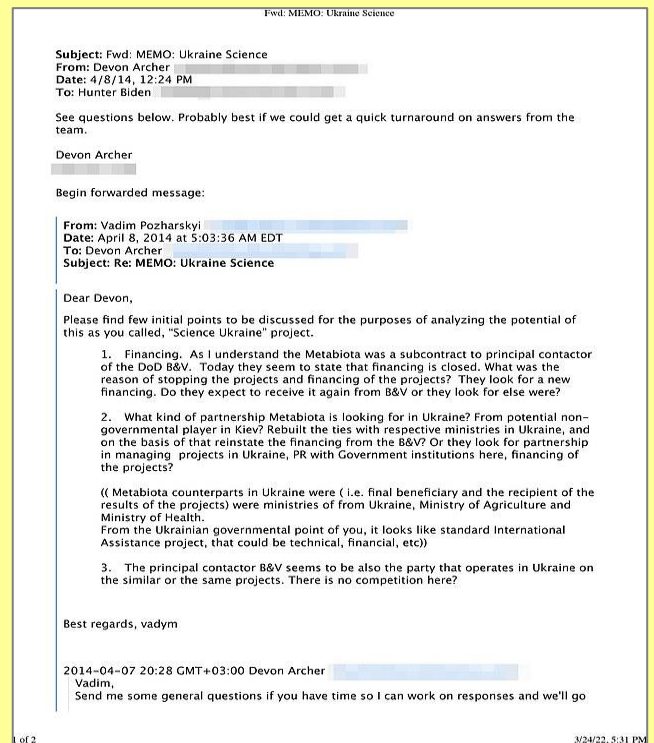 Fwd: MEMO: Ukraine Science
Subject: Fwd: MEMO: Ukraine Science
From: Devon Archer
Date: 4/8/14, 12:24 PM
To: Hunter Biden
See questions below. Probably best if we could get a quick turnaround on answers from the
team.
Devon Archer
Begin forwarded message:
From: Vadim Pozharskyi
Date: April 8, 2014 at 5:03:36 AM EDT
To: Devon Archer
Subject: Re: MEMO: Ukraine Science
Dear Devon,
Please find few initial points to be discussed for the purposes of analyzing the potential of
this as you called, "Science Ukraine" project.
1. Financing. As I understand the Metabiota was a subcontract to principal contactor
of the DoD B&V. Today they seem to state that financing is closed. What was the
reason of stopping the projects and financing of the projects? They look for a new
financing. Do they expect to receive it again from B&V or they look for else were?
2. What kind of partnership Metabiota is looking for in Ukraine? From potential non-
governmental player in Kiev? Rebuilt the ties with respective ministries in Ukraine, and
on the basis of that reinstate the financing from the B&V? Or they look for partnership
in managing projects in Ukraine, PR with Government institutions here, financing of
the projects?
(( Metabiota counterparts in Ukraine were ( i.e. final beneficiary and the recipient of the
results of the projects) were ministries of from Ukraine, Ministry of Agriculture and
Ministry of Health.
From the Ukrainian governmental point of you, it looks like standard International
Assistance project, that could be technical, financial, etc))
3. The principal contactor B&V seems to be also the party that operates in Ukraine on
the similar or the same projects. There is no competition here?
Best regards, vadym
2014-04-07 20:28 GMT+03:00 Devon Archer
Vadim,
Send me some general questions if you have time so I can work on responses and we'll go
1 of 2
3/24/22, 5:31 PM